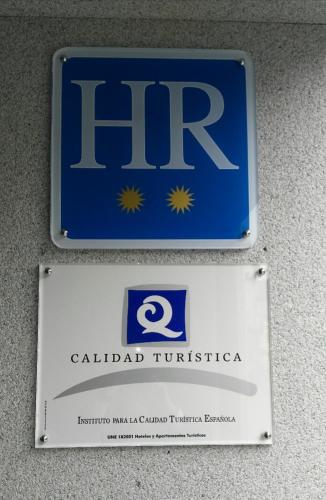 HR
Q
CALIDAD TURÍSTICA
INSTITUTO PARA LA CALIDAD TURÍSTICA ESPAÑOLA
UNE 182001 Hoteles y Apartamentos Turísticos